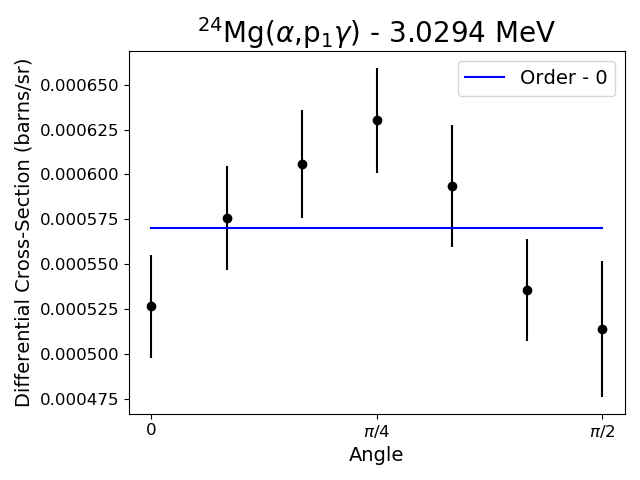 ²⁴Mg(α,p₁γ) - 3.0294 MeV
Order - 0
Differential Cross-Section (barns/sr)
0.000650
0.000625
0.000600
0.000575
0.000550
0.000525
0.000500
0.000475
0 π/4 π/2
Angle